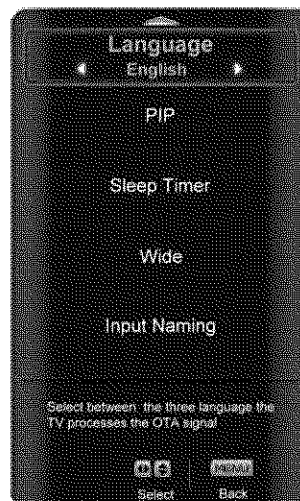 Language
English
PIP
Sleep Timer
Wide
Input Naming
Select between the three language the
TV processes the OTA signal
MENU
Select Back